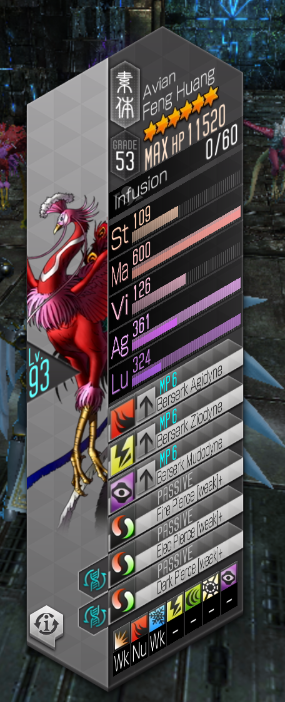 素体
Avian
Feng Huang
GRADE
53
MAX HP 11520
0/60
Infusion
St 109
Ma 600
Vi 126
Ag 361
Lu 324
Lv.
93
MP 6
Berserk Agidyne
MP 6
Berserk Ziodyne
MP 6
Berserk Mudodyne
PASSIVE
Fire Pierce [weak]+
PASSIVE
Elec Pierce [weak]+
PASSIVE
Dark Pierce [weak]+
Wk Nu Wk - - - -